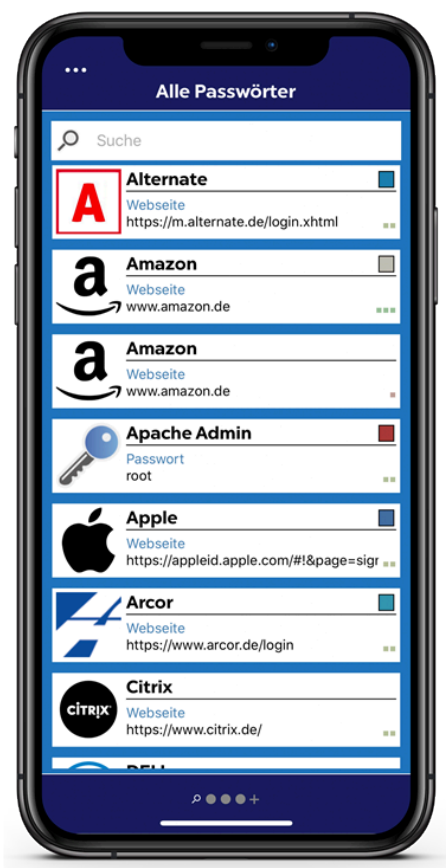 Alle Passwörter
Suche
A
Alternate
Webseite
https://m.alternate.de/login.xhtml
a
Amazon
Webseite
www.amazon.de
a
Amazon
Webseite
www.amazon.de
Apache Admin
Passwort
root
Apple
Webseite
https://appleid.apple.com/#!&page=sigr
Arcor
Webseite
https://www.arcor.de/login
CİTRIX
Citrix
Webseite
https://www.citrix.de/